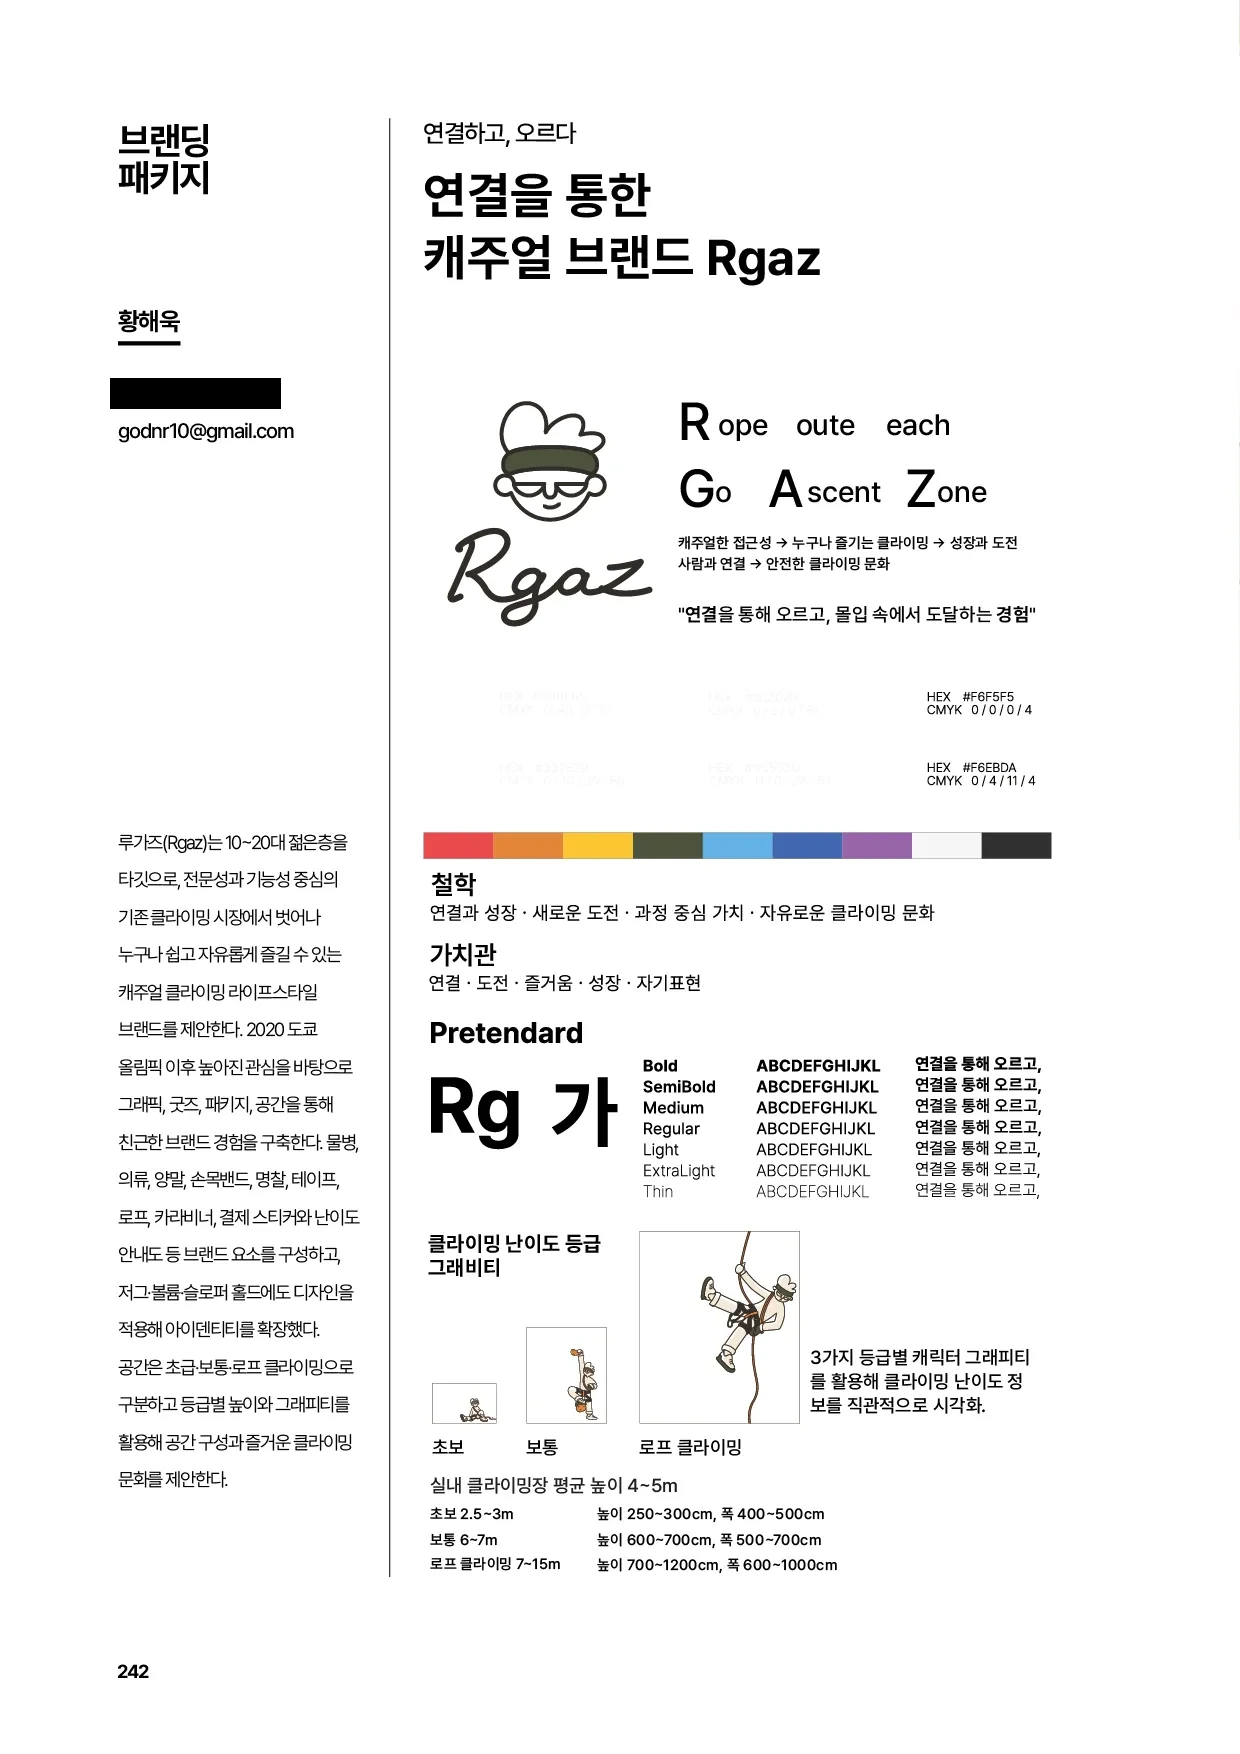 브랜딩
패키지
황해욱
godnr10@gmail.com
루가즈(Rgaz)는 10~20대 젊은층을
타깃으로, 전문성과 기능성 중심의
기존 클라이밍 시장에서 벗어나
누구나 쉽고 자유롭게 즐길 수 있는
캐주얼 클라이밍 라이프스타일
브랜드를 제안한다. 2020 도쿄
올림픽 이후 높아진 관심을 바탕으로
그래픽, 굿즈, 패키지, 공간을 통해
친근한 브랜드 경험을 구축한다. 물병,
의류, 양말, 손목밴드, 명찰, 테이프,
로프, 카라비너, 결제 스티커와 난이도
안내도 등 브랜드 요소를 구성하고,
저그·볼륨·슬로퍼 홀드에도 디자인을
적용해 아이덴티티를 확장했다.
공간은 초급·보통·로프 클라이밍으로
구분하고 등급별 높이와 그래피티를
활용해 공간 구성과 즐거운 클라이밍
문화를 제안한다.
연결하고, 오르다
연결을 통한
캐주얼 브랜드 Rgaz
Rgaz
R ope oute each
Go A scent Zone
캐주얼한 접근성 → 누구나 즐기는 클라이밍 → 성장과 도전
사람과 연결 → 안전한 클라이밍 문화
"연결을 통해 오르고, 몰입 속에서 도달하는 경험"
HEX #F6F5F5
CMYK 0 / 0 / 0 / 4
HEX #F6EBDA
CMYK 0 / 4 / 11 / 4
철학
연결과 성장 · 새로운 도전 · 과정 중심 가치 · 자유로운 클라이밍 문화
가치관
연결 · 도전 · 즐거움 · 성장 · 자기표현
Pretendard
Rg 가
Bold ABCDEFGHIJKL 연결을 통해 오르고,
SemiBold ABCDEFGHIJKL 연결을 통해 오르고,
Medium ABCDEFGHIJKL 연결을 통해 오르고,
Regular ABCDEFGHIJKL 연결을 통해 오르고,
Light ABCDEFGHIJKL 연결을 통해 오르고,
ExtraLight ABCDEFGHIJKL 연결을 통해 오르고,
Thin ABCDEFGHIJKL 연결을 통해 오르고,
클라이밍 난이도 등급
그래비티
3가지 등급별 캐릭터 그래피티
를 활용해 클라이밍 난이도 정
보를 직관적으로 시각화.
초보 보통 로프 클라이밍
실내 클라이밍장 평균 높이 4~5m
초보 2.5~3m 높이 250~300cm, 폭 400~500cm
보통 6~7m 높이 600~700cm, 폭 500~700cm
로프 클라이밍 7~15m 높이 700~1200cm, 폭 600~1000cm
242